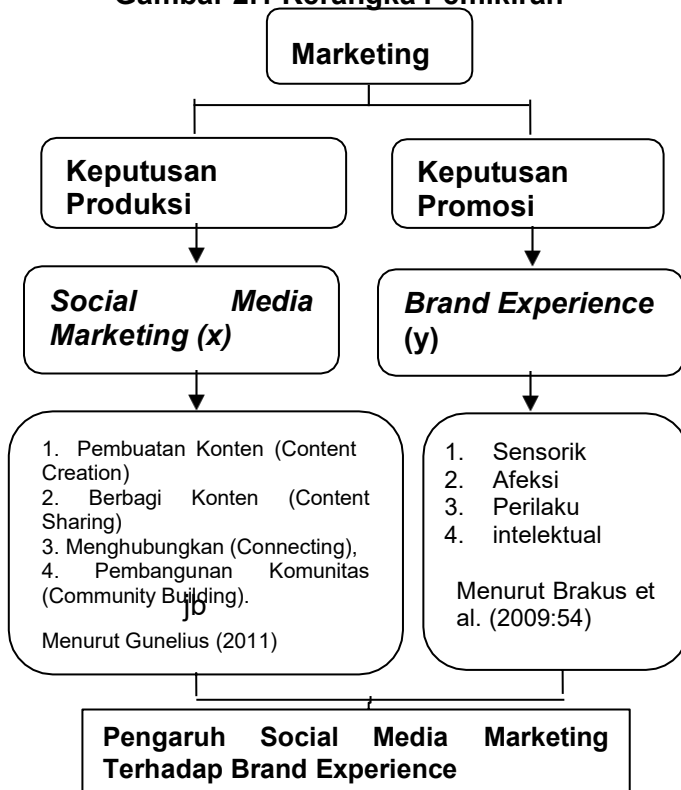 Gambar 2.1 Kerangka Pemikiran
Marketing
Keputusan
Produksi
Keputusan
Promosi
Social Media
Marketing (x)
Brand Experience
(y)
1. Pembuatan Konten (Content
Creation)
2. Berbagi Konten (Content
Sharing)
3. Menghubungkan (Connecting),
4. Pembangunan Komunitas
(Community Building).
jb
Menurut Gunelius (2011)
1. Sensorik
2. Afeksi
3. Perilaku
4. intelektual
Menurut Brakus et
al. (2009:54)
Pengaruh Social Media Marketing
Terhadap Brand Experience